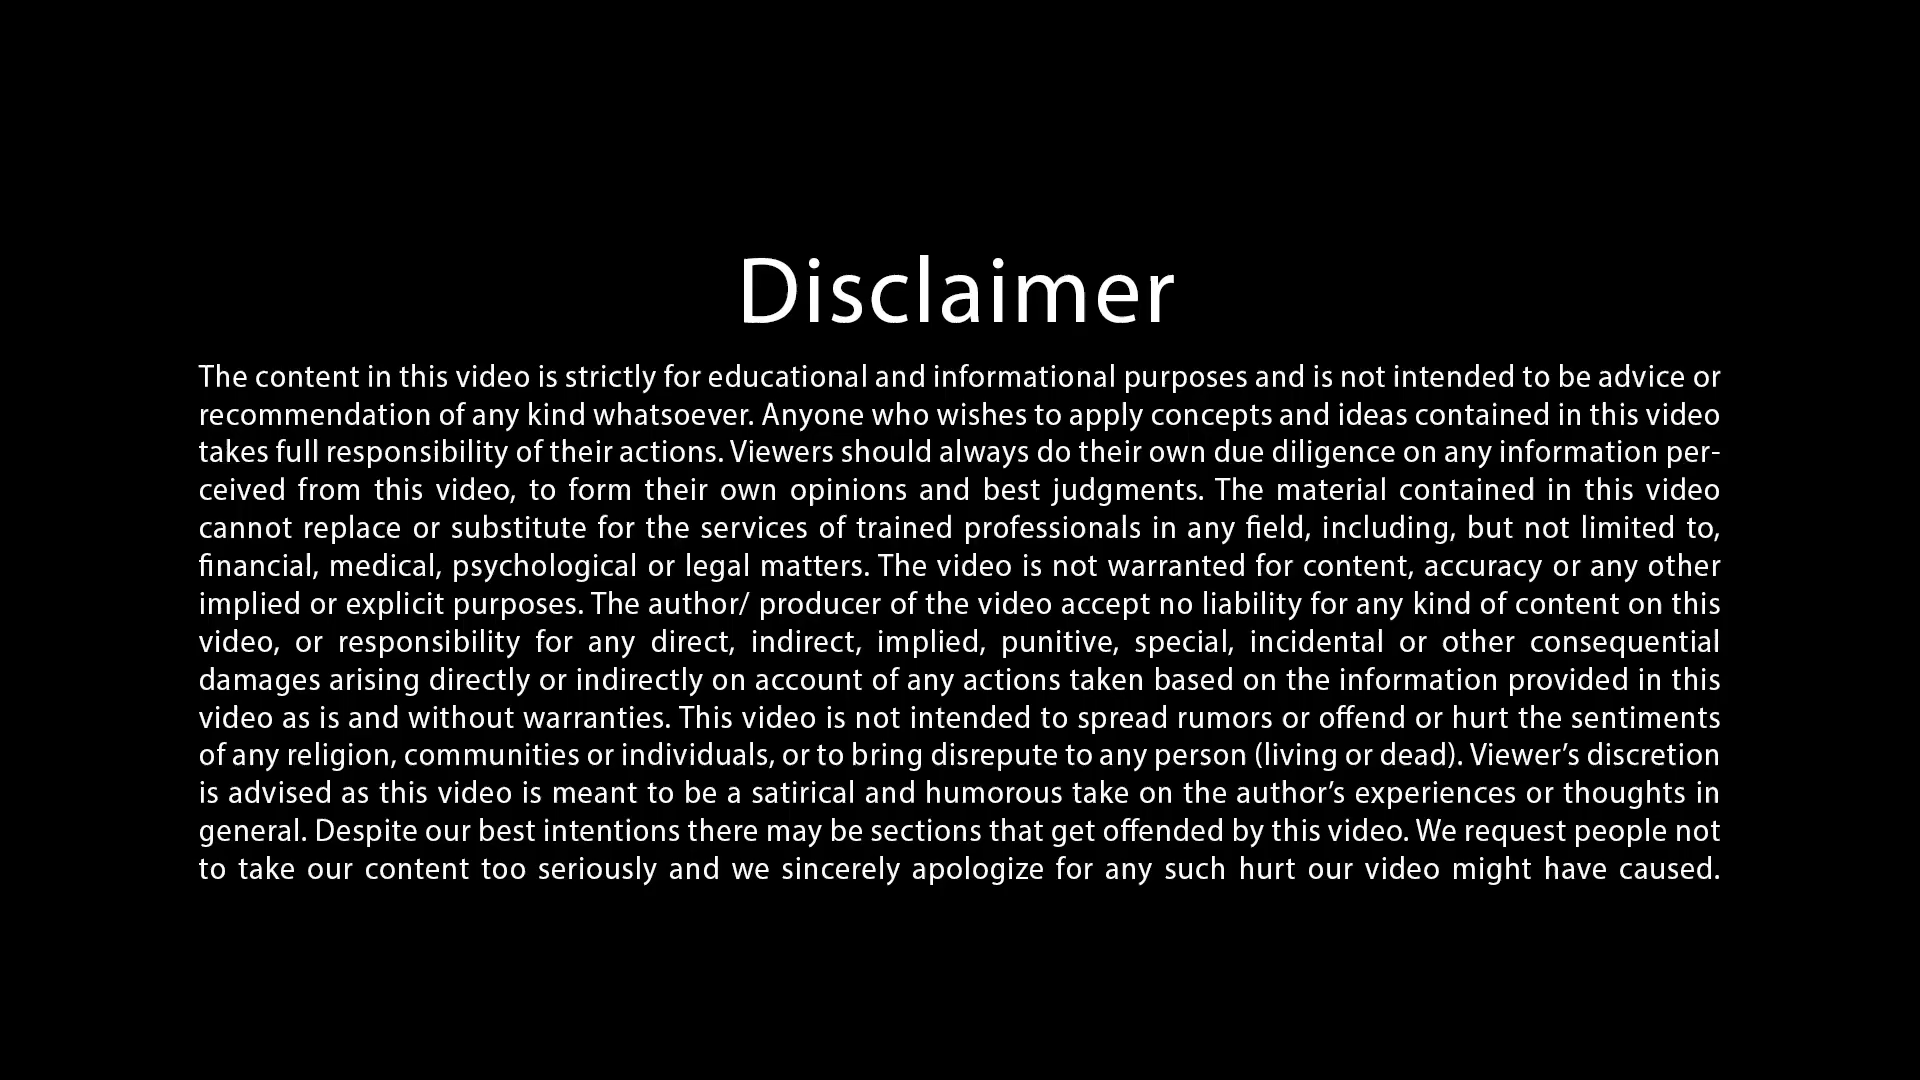 Disclaimer
The content in this video is strictly for educational and informational purposes and is not intended to be advice or
recommendation of any kind whatsoever. Anyone who wishes to apply concepts and ideas contained in this video
takes full responsibility of their actions. Viewers should always do their own due diligence on any information per-
ceived from this video, to form their own opinions and best judgments. The material contained in this video
cannot replace or substitute for the services of trained professionals in any field, including, but not limited to,
financial, medical, psychological or legal matters. The video is not warranted for content, accuracy or any other
implied or explicit purposes. The author/ producer of the video accept no liability for any kind of content on this
video, or responsibility for any direct, indirect, implied, punitive, special, incidental or other consequential
damages arising directly or indirectly on account of any actions taken based on the information provided in this
video as is and without warranties. This video is not intended to spread rumors or offend or hurt the sentiments
of any religion, communities or individuals, or to bring disrepute to any person (living or dead). Viewer’s discretion
is advised as this video is meant to be a satirical and humorous take on the author’s experiences or thoughts in
general. Despite our best intentions there may be sections that get offended by this video. We request people not
to take our content too seriously and we sincerely apologize for any such hurt our video might have caused.